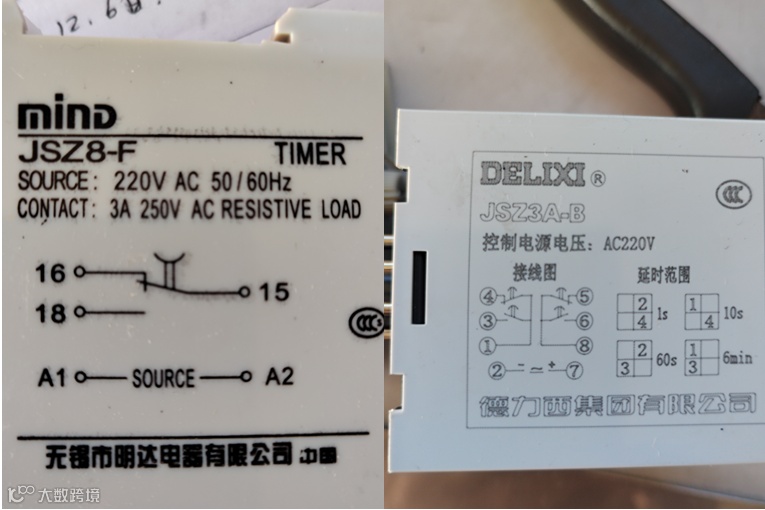 12.9.
mind
JSZ8-F TIMER
SOURCE: 220V AC 50/60Hz
CONTACT: 3A 250V AC RESISTIVE LOAD
16
15
18
A1 SOURCE A2
无锡市明达电器有限公司 中国
大数跨境
DELIXI ®
JSZ3A-B
控制电源电压: AC220V
接线图
④ ⑤
③ ⑥
① ⑧
② - ≃ + ⑦
延时范围
2 4 1s
1 4 10s
2 3 60s
1 3 6min
德力西集团有限公司